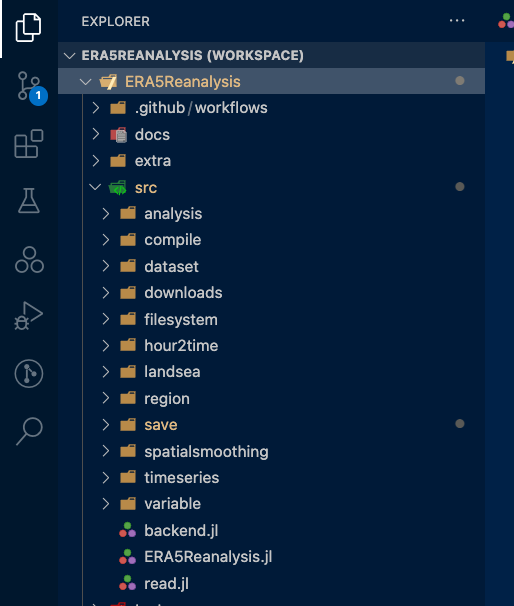 EXPLORER
ERA5REANALYSIS (WORKSPACE)
ERA5Reanalysis
.github/workflows
1
docs
extra
src
analysis
compile
dataset
downloads
filesystem
hour2time
landsea
region
save
spatialsmoothing
timeseries
variable
backend.jl
ERA5Reanalysis.jl
read.jl